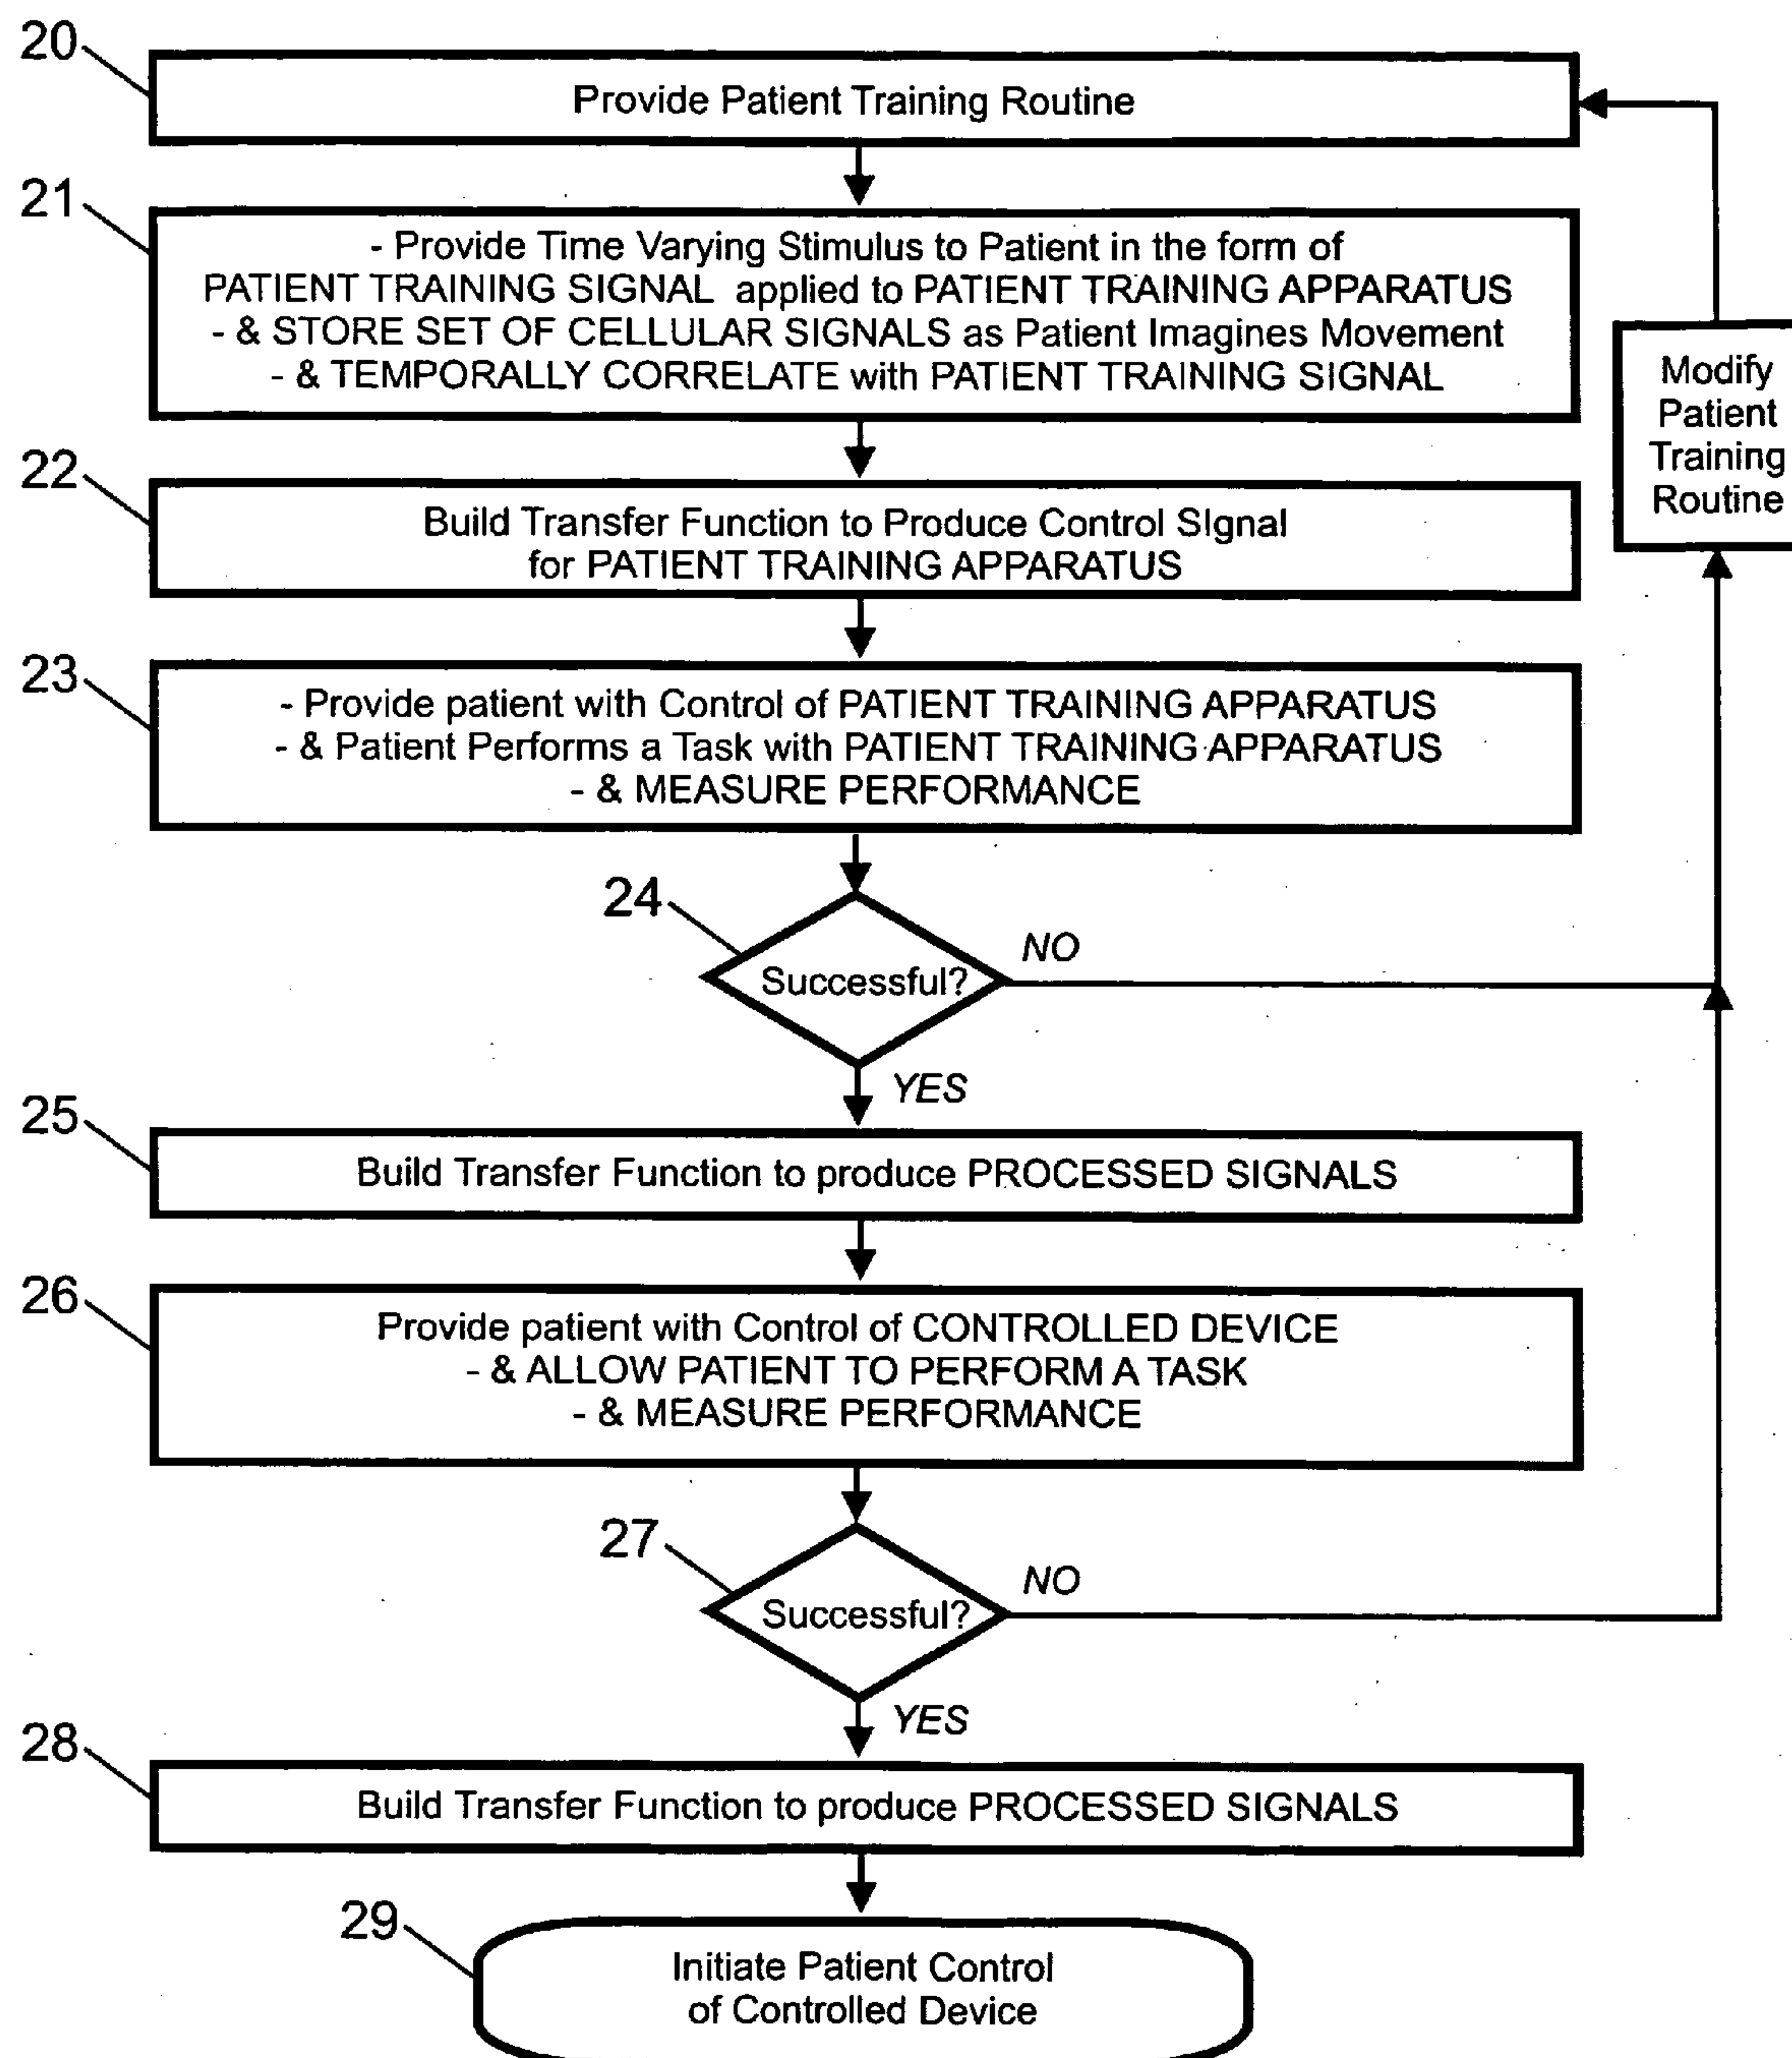 20
Provide Patient Training Routine
21
- Provide Time Varying Stimulus to Patient in the form of
PATIENT TRAINING SIGNAL applied to PATIENT TRAINING APPARATUS
- & STORE SET OF CELLULAR SIGNALS as Patient Imagines Movement
- & TEMPORALLY CORRELATE with PATIENT TRAINING SIGNAL
Modify
Patient
Training
Routine
22
Build Transfer Function to Produce Control SIgnal
for PATIENT TRAINING APPARATUS
23
- Provide patient with Control of PATIENT TRAINING APPARATUS
- & Patient Performs a Task with PATIENT TRAINING APPARATUS
- & MEASURE PERFORMANCE
24
Successful?
NO
YES
25
Build Transfer Function to produce PROCESSED SIGNALS
26
Provide patient with Control of CONTROLLED DEVICE
- & ALLOW PATIENT TO PERFORM A TASK
- & MEASURE PERFORMANCE
27
Successful?
NO
YES
28
Build Transfer Function to produce PROCESSED SIGNALS
29
Initiate Patient Control
of Controlled Device